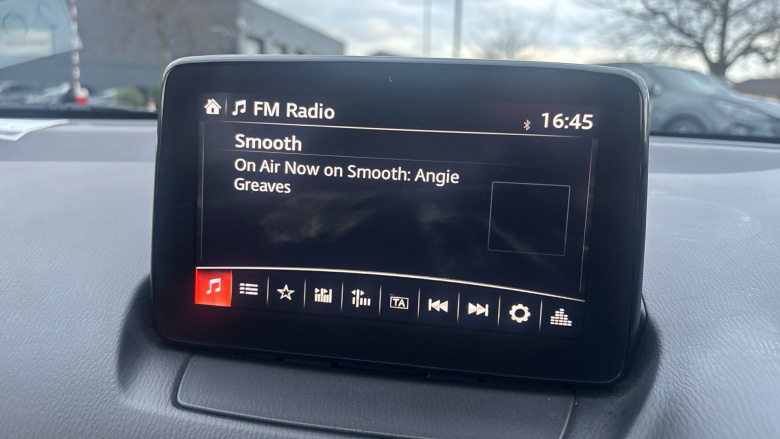 FM Radio
16:45
Smooth
On Air Now on Smooth: Angie
Greaves
TA